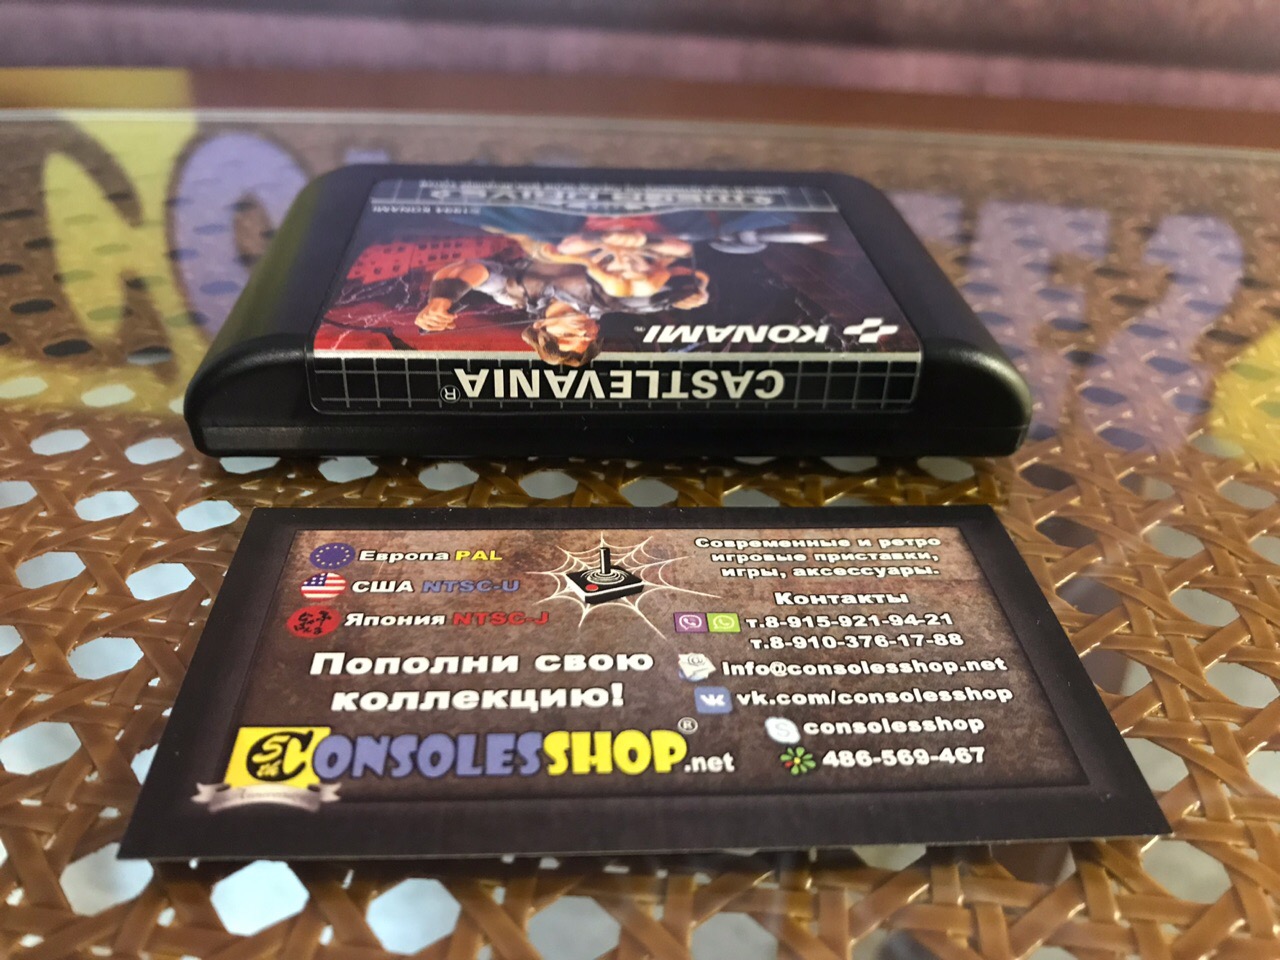 CASTLEVANIA®
KONAMI™
©1994 KONAMI
Европа PAL
США NTSC-U
Япония NTSC-J
Пополни свою
коллекцию!
5th
CONSOLESSHOP®.net
Современные и ретро
игровые приставки,
игры, аксессуары.
Контакты
т.8-915-921-94-21
т.8-910-376-17-88
info@consolesshop.net
vk.com/consolesshop
consolesshop
486-569-467